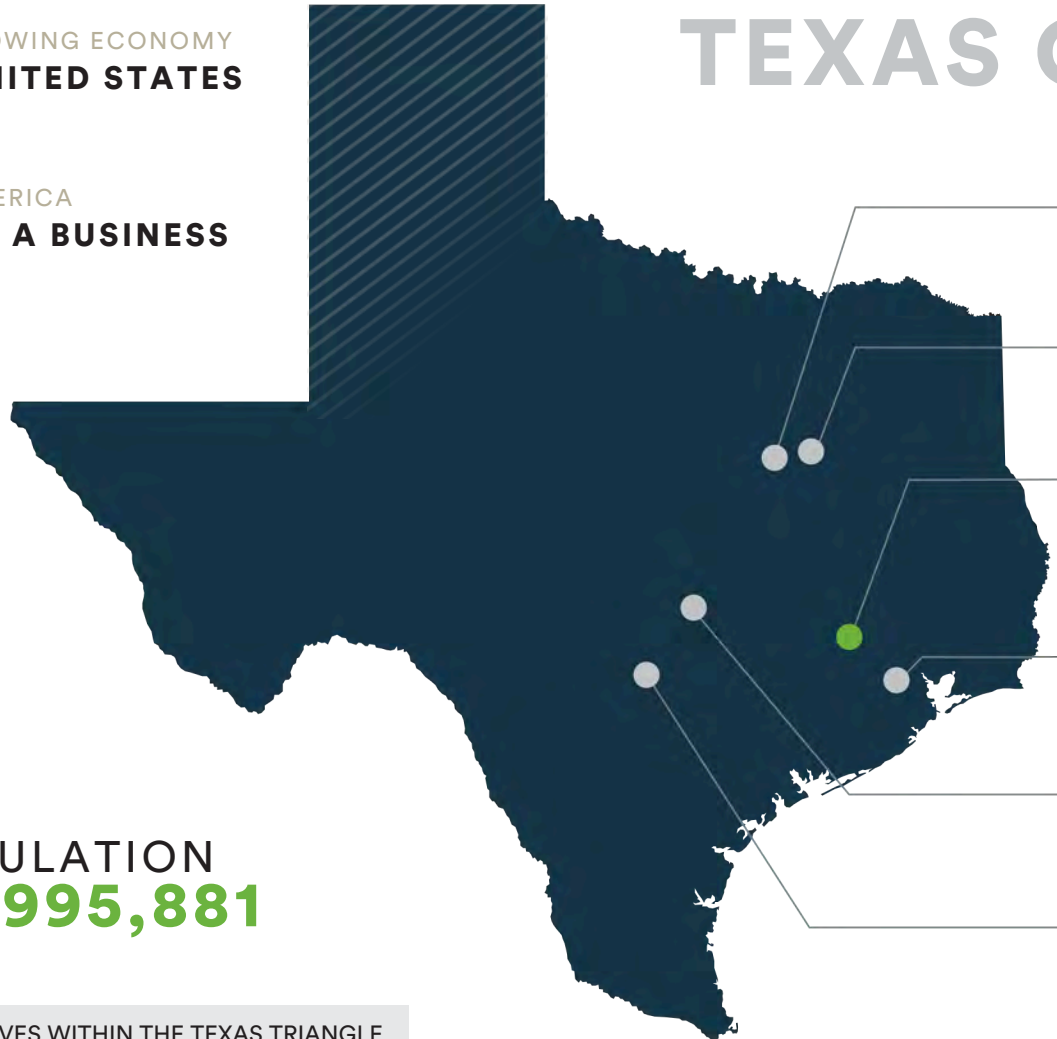 OWING ECONOMY
NITED STATES
TEXAS
ERICA
A BUSINESS
ULATION
995,881
VES WITHIN THE TEXAS TRIANGLE